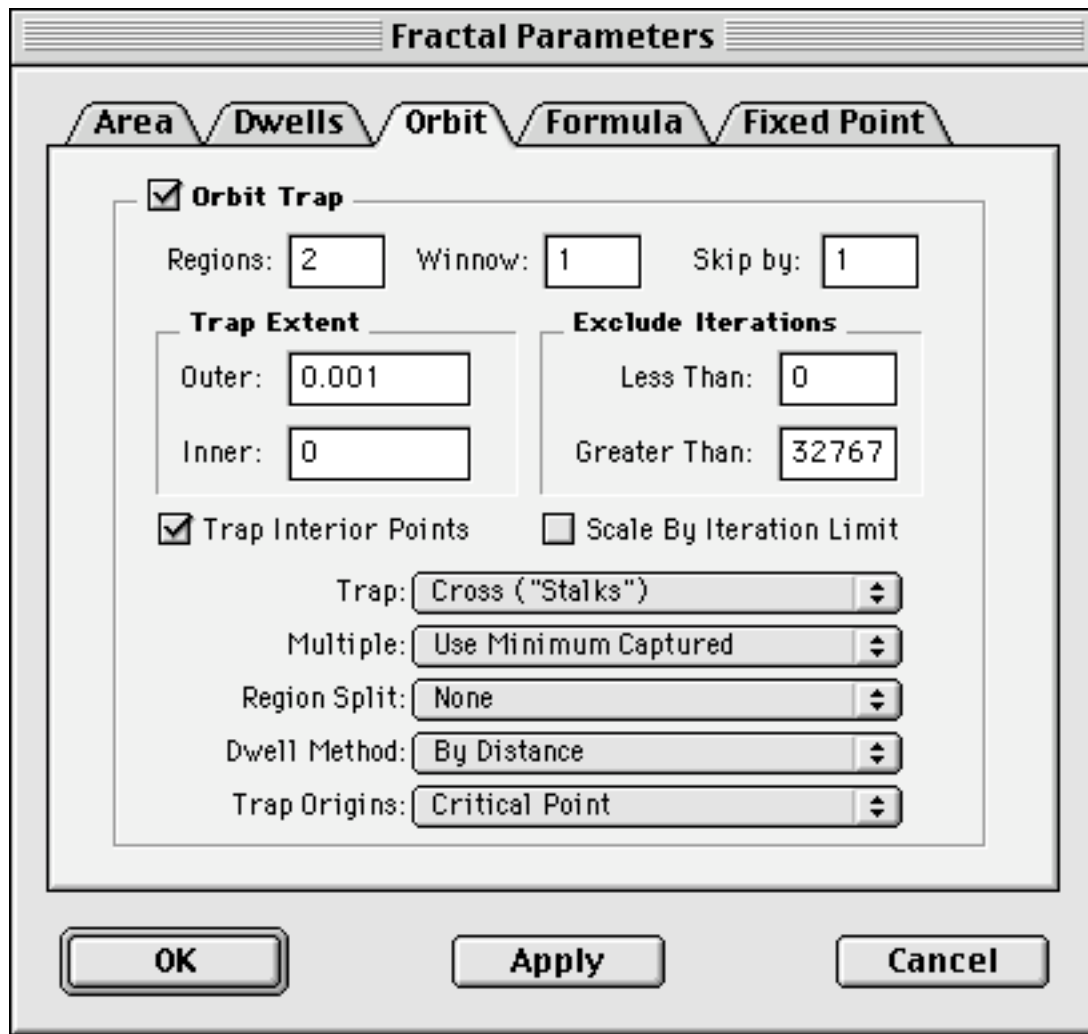 Fractal Parameters
Area Dwells Orbit Formula Fixed Point
Orbit Trap
Regions: 2 Winnow: 1 Skip by: 1
Trap Extent Exclude Iterations
Outer: 0.001 Less Than: 0
Inner: 0 Greater Than: 32767
Trap Interior Points Scale By Iteration Limit
Trap: Cross ("Stalks")
Multiple: Use Minimum Captured
Region Split: None
Dwell Method: By Distance
Trap Origins: Critical Point
OK Apply Cancel